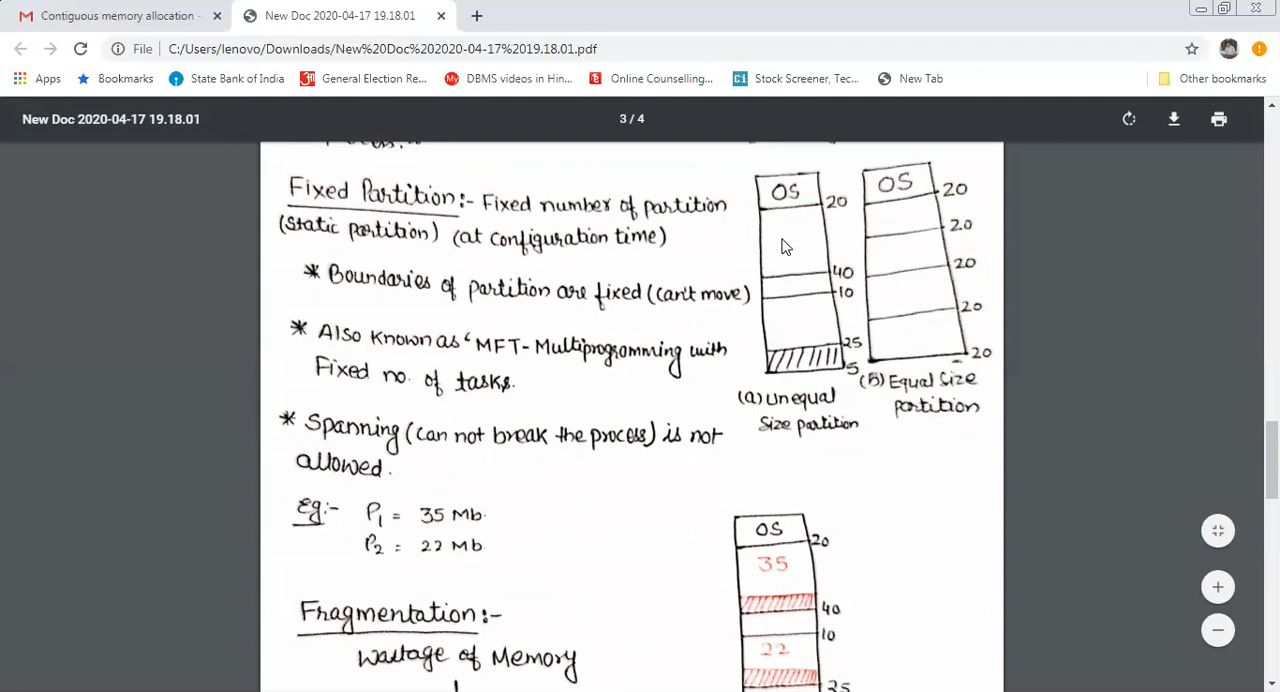 Contiguous memory allocation -
New Doc 2020-04-17 19.18.01
File
C:/Users/lenovo/Downloads/New%20Doc%202020-04-17%2019.18.01.pdf
Apps
Bookmarks
State Bank of India
General Election Re...
DBMS videos in Hin...
Online Counselling...
Stock Screener, Tec...
New Tab
Other bookmarks
New Doc 2020-04-17 19.18.01
3 / 4
Fixed Partition:- Fixed number of partition
(Static partition) (at configuration time)
* Boundaries of partition are fixed (can't move)
* Also known as 'MFT-Multiprogramming with
Fixed no. of tasks.
* Spanning (can not break the process) is not
allowed.
Eg:- P1 = 35 Mb.
P2 = 22 Mb
Fragmentation:-
Wastage of Memory
OS
20
40
10
25
5
(a) Unequal
Size partition
OS
20
20
20
20
20
(B) Equal Size
partition
OS
20
35
40
10
22
25